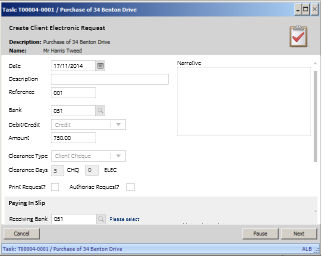 Task: T00004-0001 / Purchase of 34 Benton Drive
Create Client Electronic Request
Description: Purchase of 34 Benton Drive
Name: Mr Harris Tweed
Date 17/11/2014 Narrative
Description
Reference 001
Bank 051
Debit/Credit Credit
Amount 750.00
Clearance Type Client Cheque
Clearance Days 5 CHQ 0 ELEC
Print Request? Authorise Request?
Paying In Slip
Receiving Bank 051 Please select
Cancel Pause Next
Task: T00004-0001 / Purchase of 34 Benton Drive ALB